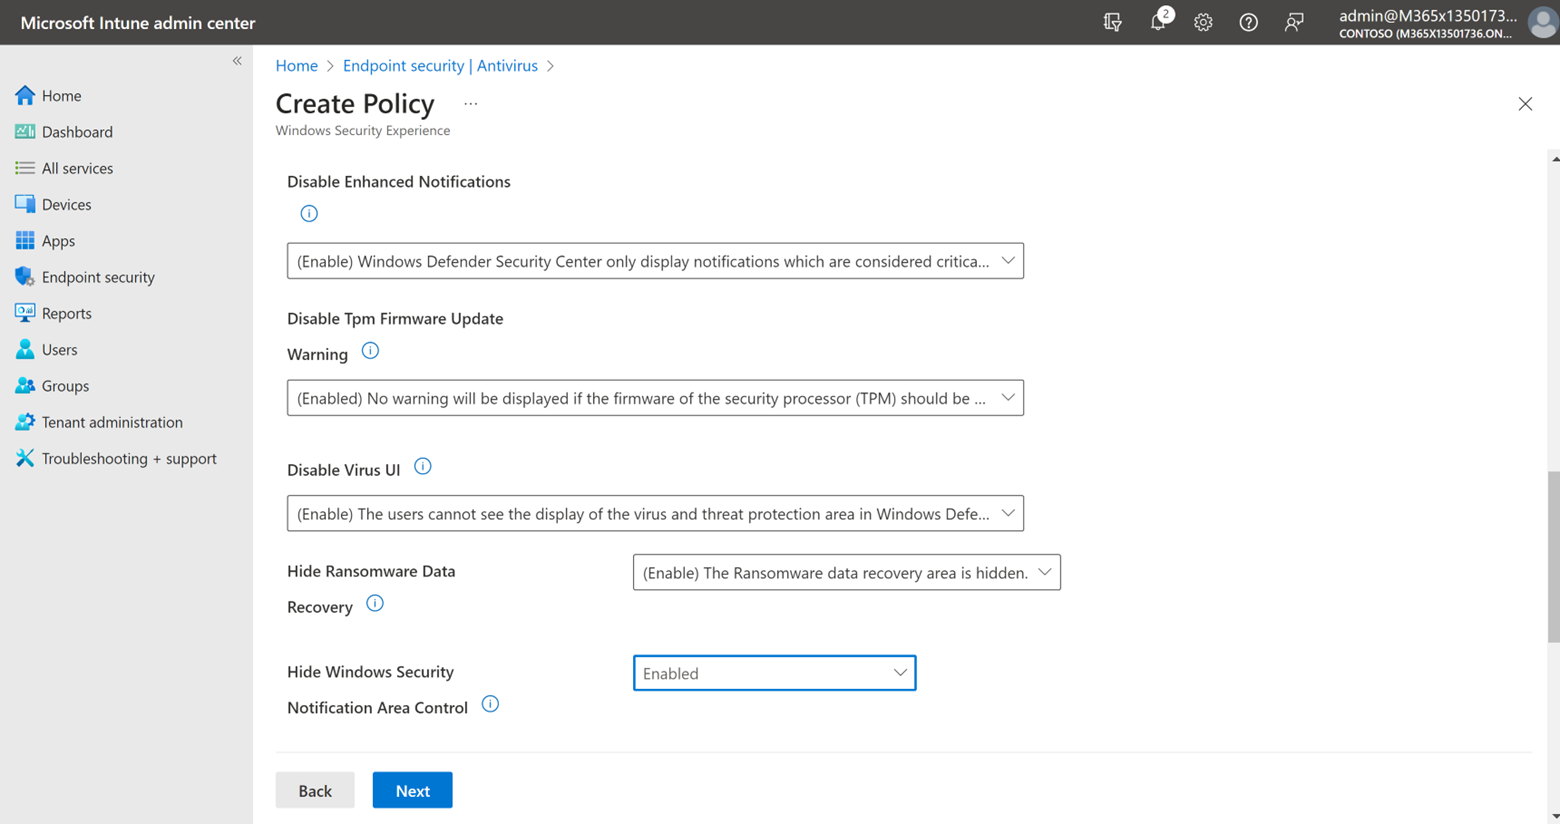 Microsoft Intune admin center
2
admin@M365x1350173...
CONTOSO (M365X13501736.ON...
«
Home > Endpoint security | Antivirus >
Home
Dashboard
All services
Devices
Apps
Endpoint security
Reports
Users
Groups
Tenant administration
Troubleshooting + support
Create Policy ...
Windows Security Experience
Disable Enhanced Notifications
(Enable) Windows Defender Security Center only display notifications which are considered critica...
Disable Tpm Firmware Update
Warning
(Enabled) No warning will be displayed if the firmware of the security processor (TPM) should be ...
Disable Virus UI
(Enable) The users cannot see the display of the virus and threat protection area in Windows Defe...
Hide Ransomware Data
Recovery
(Enable) The Ransomware data recovery area is hidden.
Hide Windows Security
Notification Area Control
Enabled
Back
Next